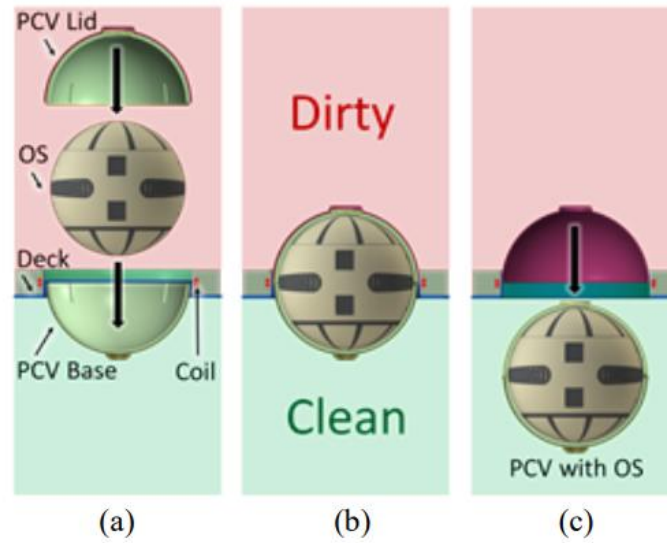 PCV Lid
OS
Deck
PCV Base
Coil
Dirty
Clean
PCV with OS
(a)
(b)
(c)